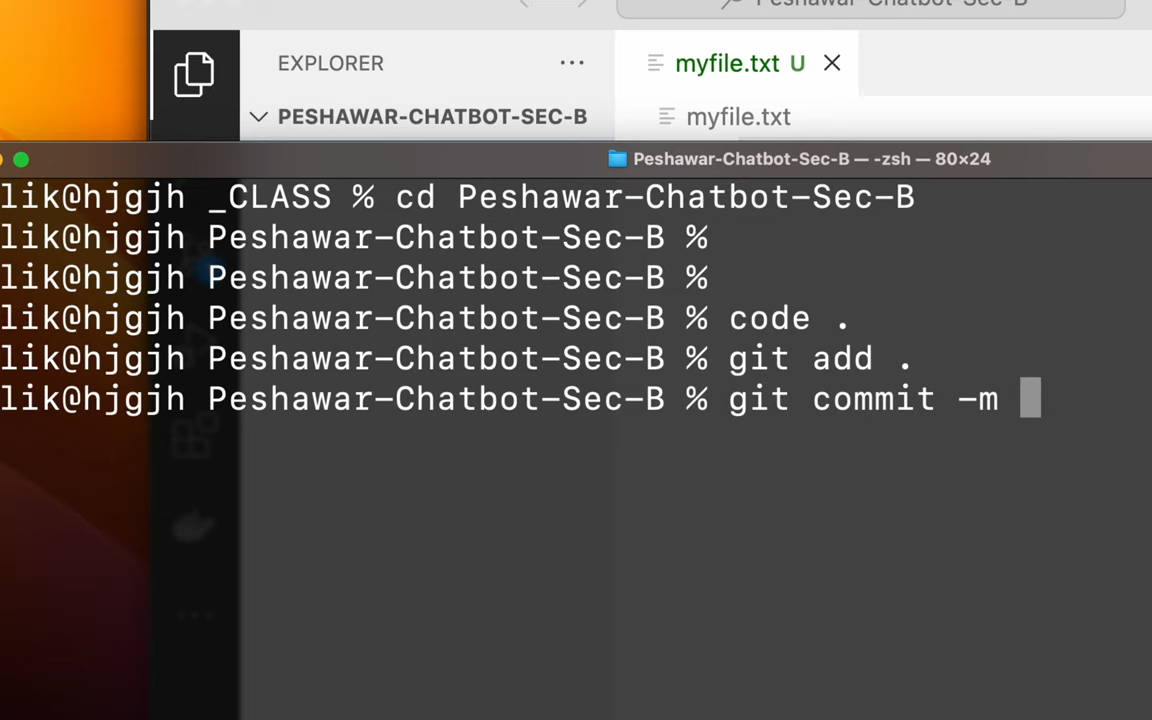 Peshawar-Chatbot-Sec-B
EXPLORER ...
myfile.txt U
PESHAWAR-CHATBOT-SEC-B
myfile.txt
Peshawar-Chatbot-Sec-B — -zsh — 80×24
lik@hjgjh _CLASS % cd Peshawar-Chatbot-Sec-B
lik@hjgjh Peshawar-Chatbot-Sec-B %
lik@hjgjh Peshawar-Chatbot-Sec-B %
lik@hjgjh Peshawar-Chatbot-Sec-B % code .
lik@hjgjh Peshawar-Chatbot-Sec-B % git add .
lik@hjgjh Peshawar-Chatbot-Sec-B % git commit -m